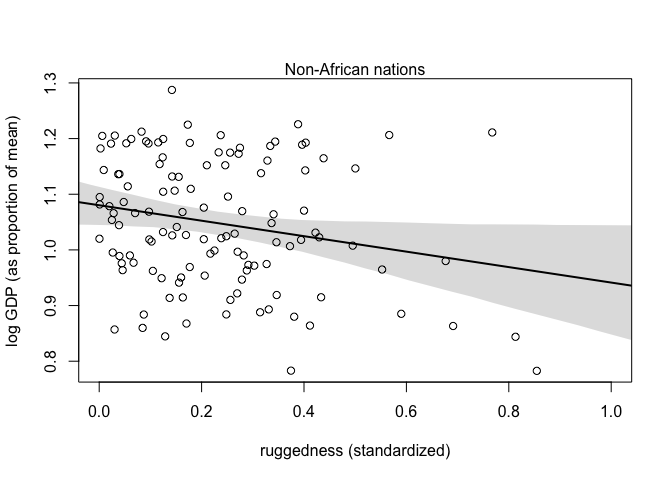 Non-African nations
log GDP (as proportion of mean)
1.3
1.2
1.1
1.0
0.9
0.8
0.0 0.2 0.4 0.6 0.8 1.0
ruggedness (standardized)